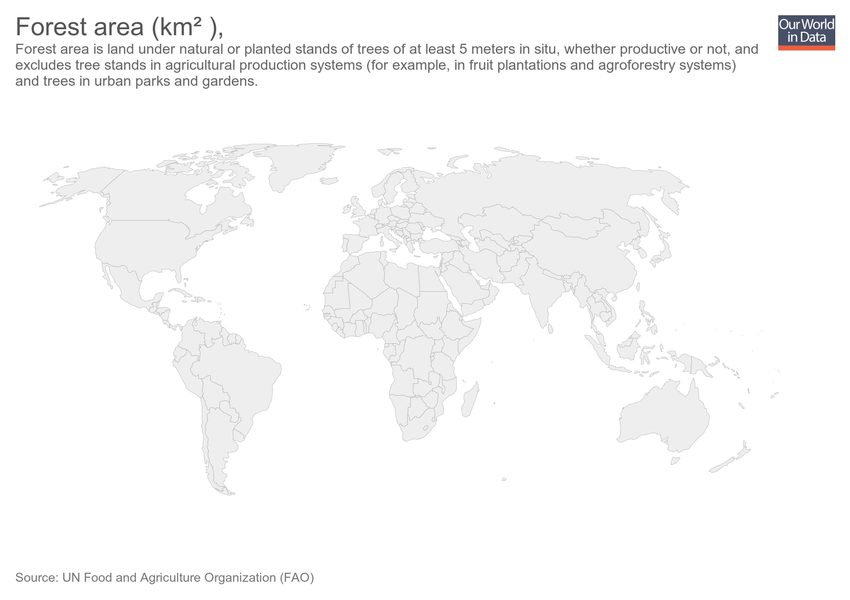 Forest area (km² ),
Forest area is land under natural or planted stands of trees of at least 5 meters in situ, whether productive or not, and
excludes tree stands in agricultural production systems (for example, in fruit plantations and agroforestry systems)
and trees in urban parks and gardens.
Our World
in Data
Source: UN Food and Agriculture Organization (FAO)